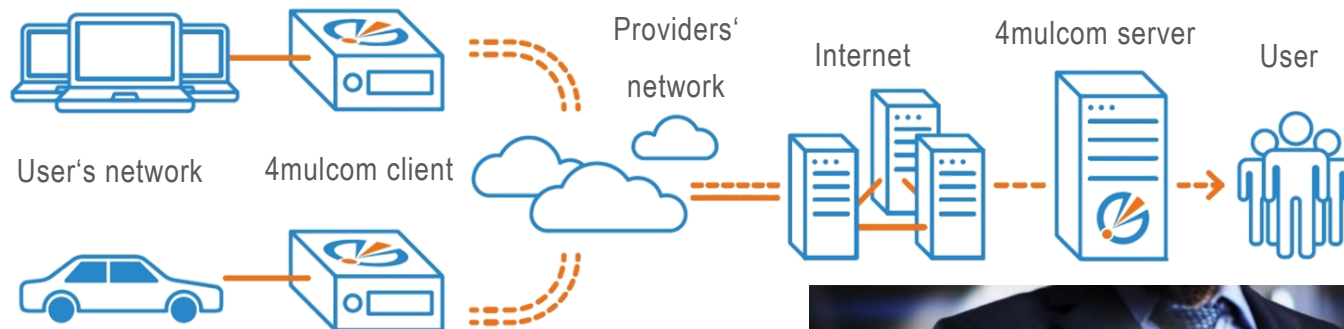 Providers‘
network
Internet
4mulcom server
User
User‘s network
4mulcom client